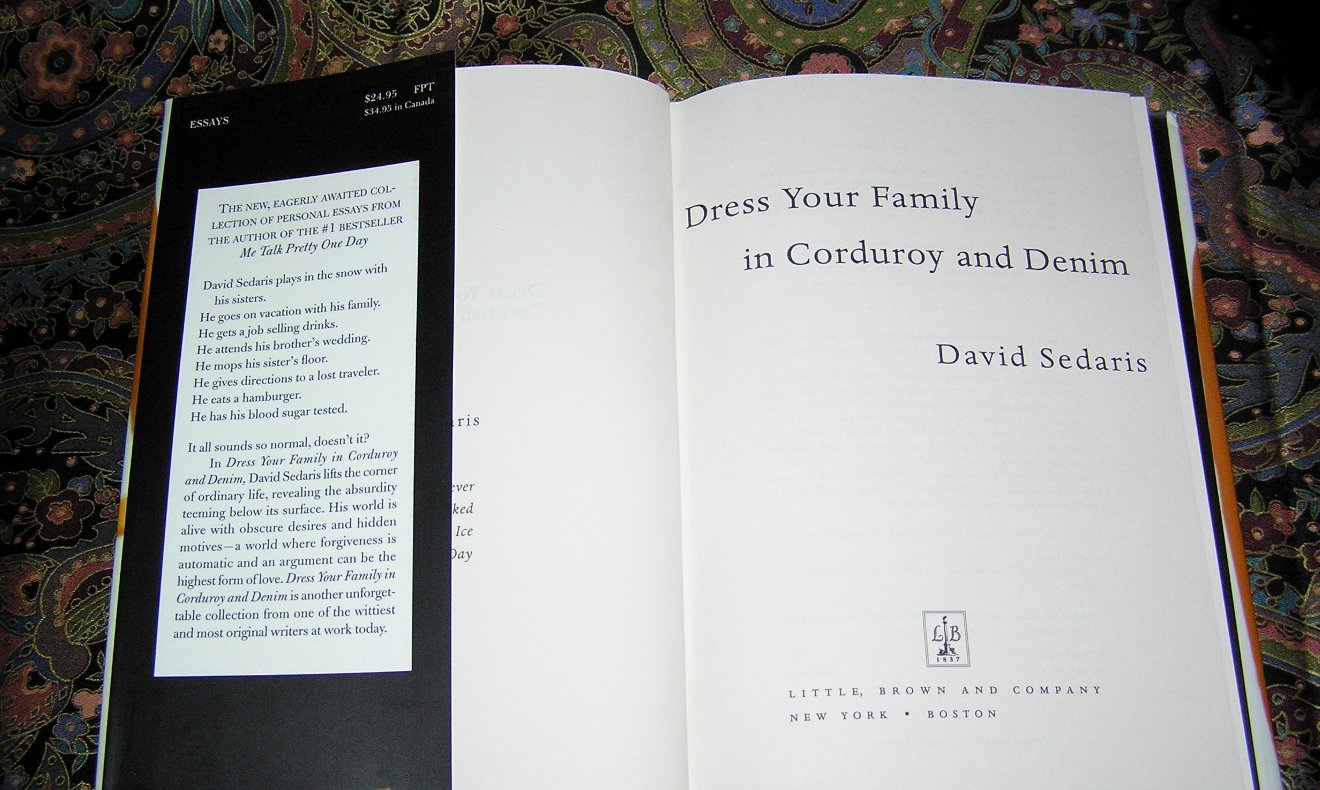 $24.95 FPT
$34.95 in Canada
ESSAYS
THE NEW, EAGERLY AWAITED COL-
LECTION OF PERSONAL ESSAYS FROM
THE AUTHOR OF THE #1 BESTSELLER
Me Talk Pretty One Day
David Sedaris plays in the snow with
his sisters.
He goes on vacation with his family.
He gets a job selling drinks.
He attends his brother's wedding.
He mops his sister's floor.
He gives directions to a lost traveler.
He eats a hamburger.
He has his blood sugar tested.
It all sounds so normal, doesn't it?
In Dress Your Family in Corduroy
and Denim, David Sedaris lifts the corner
of ordinary life, revealing the absurdity
teeming below its surface. His world is
alive with obscure desires and hidden
motives—a world where forgiveness is
automatic and an argument can be the
highest form of love. Dress Your Family in
Corduroy and Denim is another unforget-
table collection from one of the wittiest
and most original writers at work today.
aris
ever
ked
Ice
Day
Dress Your Family
in Corduroy and Denim
David Sedaris
L B
1837
LITTLE, BROWN AND COMPANY
NEW YORK • BOSTON